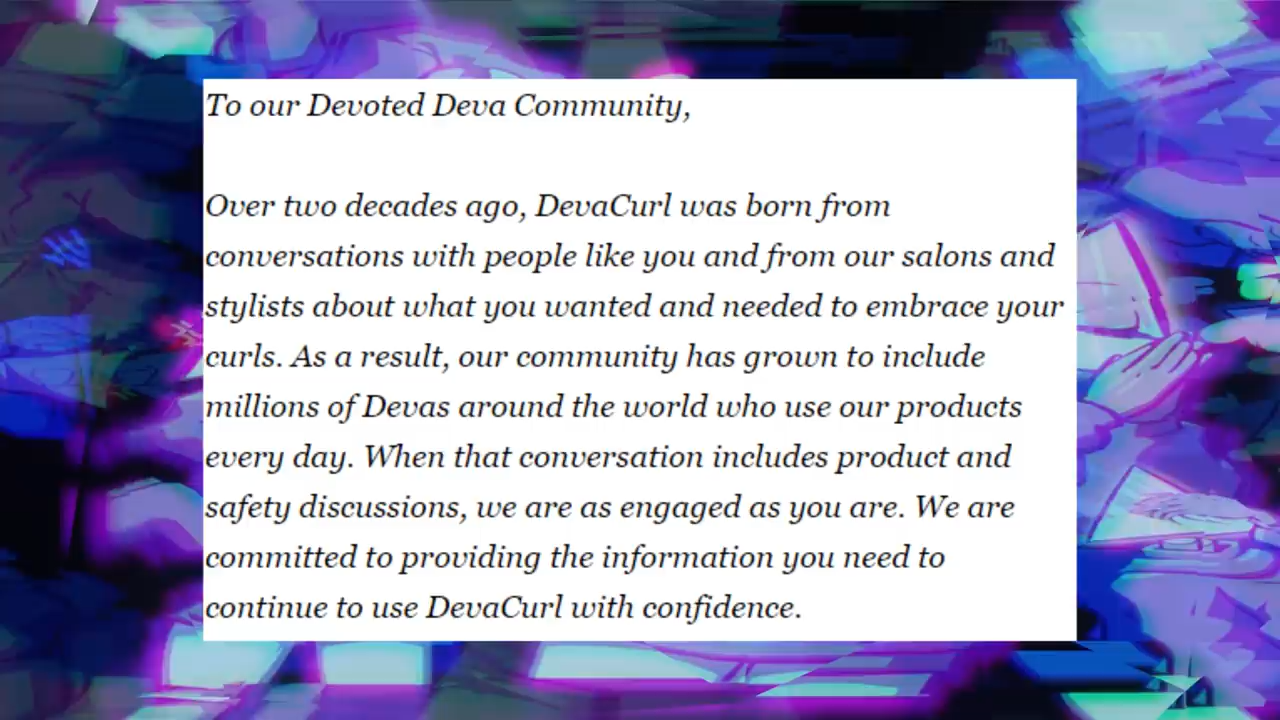 To our Devoted Deva Community,
Over two decades ago, DevaCurl was born from
conversations with people like you and from our salons and
stylists about what you wanted and needed to embrace your
curls. As a result, our community has grown to include
millions of Devas around the world who use our products
every day. When that conversation includes product and
safety discussions, we are as engaged as you are. We are
committed to providing the information you need to
continue to use DevaCurl with confidence.